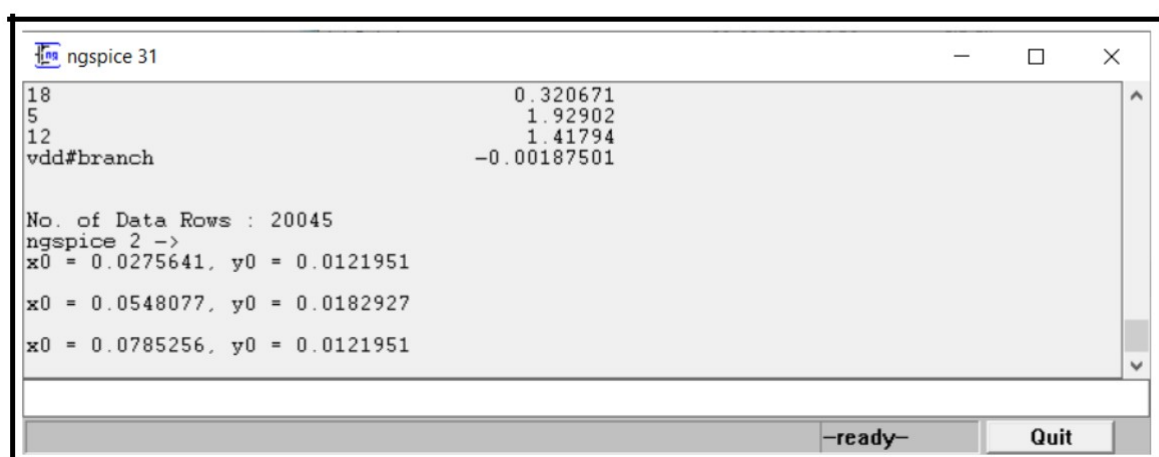 ngspice 31
18 0.320671
5 1.92902
12 1.41794
vdd#branch -0.00187501
No. of Data Rows : 20045
ngspice 2 ->
x0 = 0.0275641, y0 = 0.0121951
x0 = 0.0548077, y0 = 0.0182927
x0 = 0.0785256, y0 = 0.0121951
--ready--
Quit